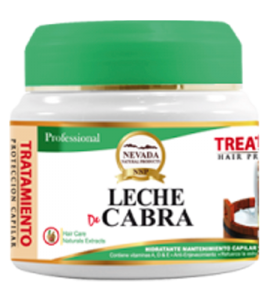 Professional
TRATAMIENTO
PROTECCION CAPILAR
NEVADA
NATURAL PRODUCTS
NNP
TREAT
HAIR PR
LECHE
De CABRA
Hair Care
Naturals Extracts
HIDRATANTE MANTENIMIENTO CAPILAR
Contiene vitaminas A, D & E